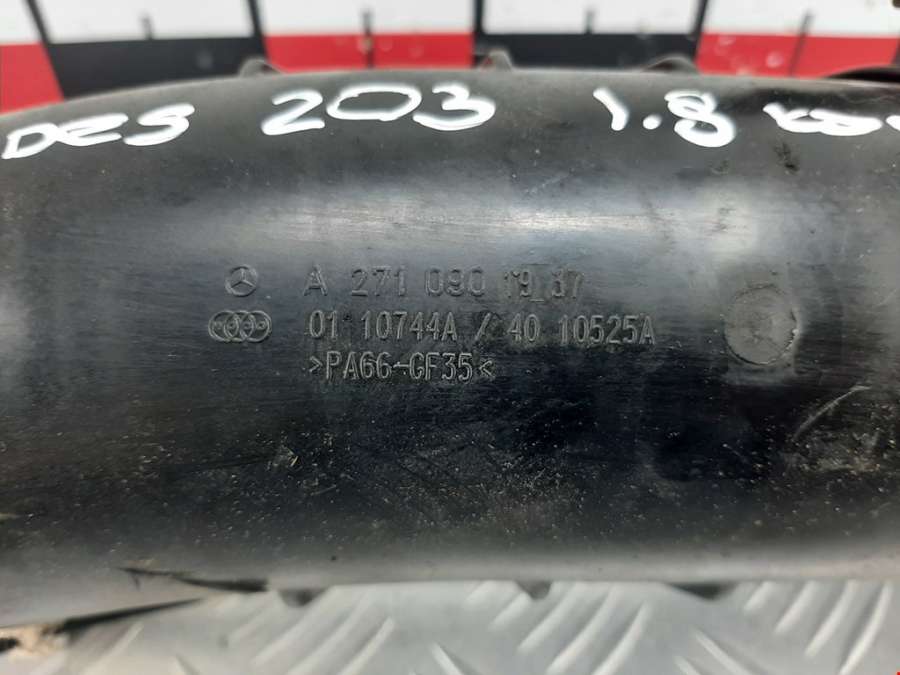 DES 203 1.8
A 271 090 19 37
01 10744A / 40 10525A
>PA66-GF35<